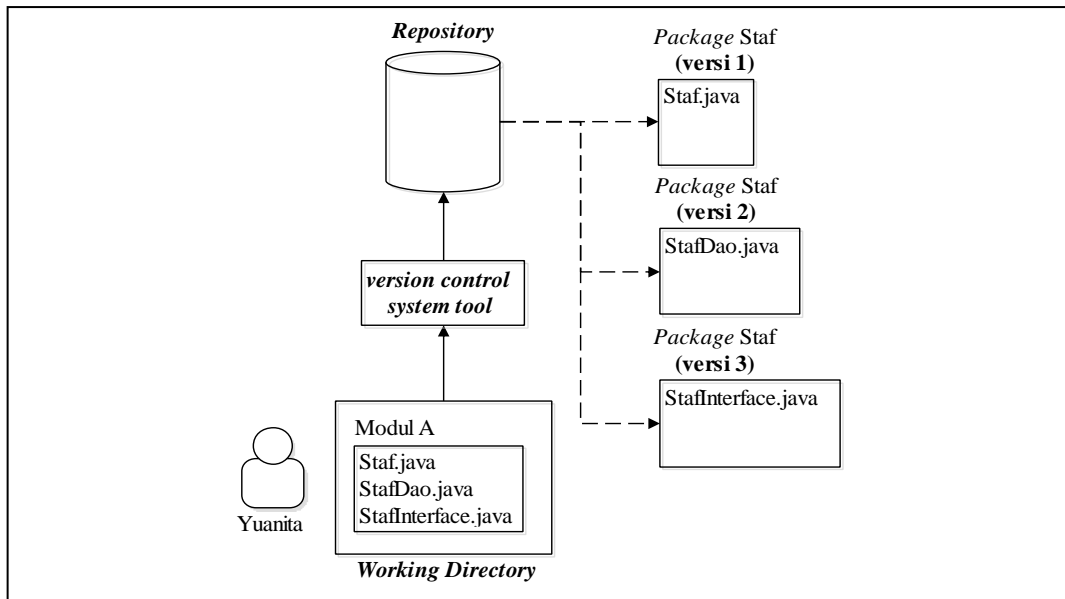 Repository
Package Staf
(versi 1)
Staf.java
Package Staf
(versi 2)
StafDao.java
version control
system tool
Package Staf
(versi 3)
StafInterface.java
Modul A
Staf.java
StafDao.java
StafInterface.java
Yuanita
Working Directory